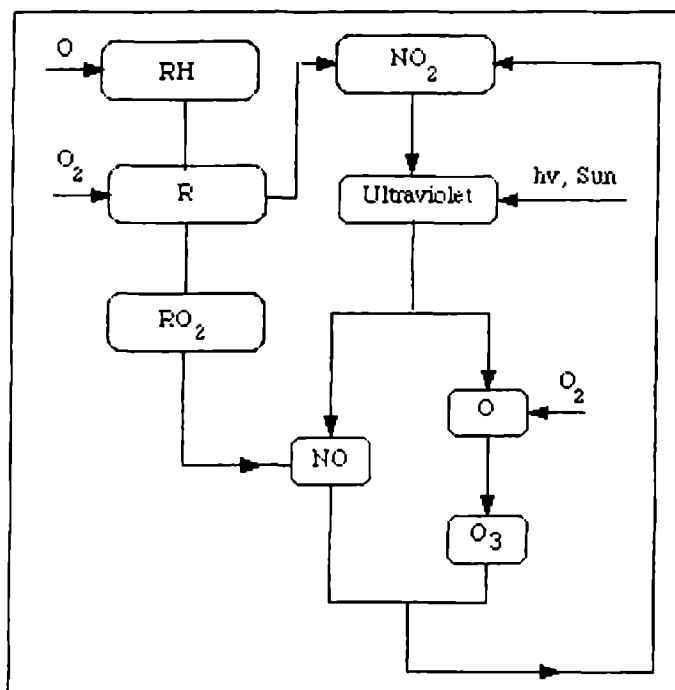 O
RH
NO₂
O₂
R
Ultraviolet
hv, Sun
RO₂
O
O₂
NO
O₃